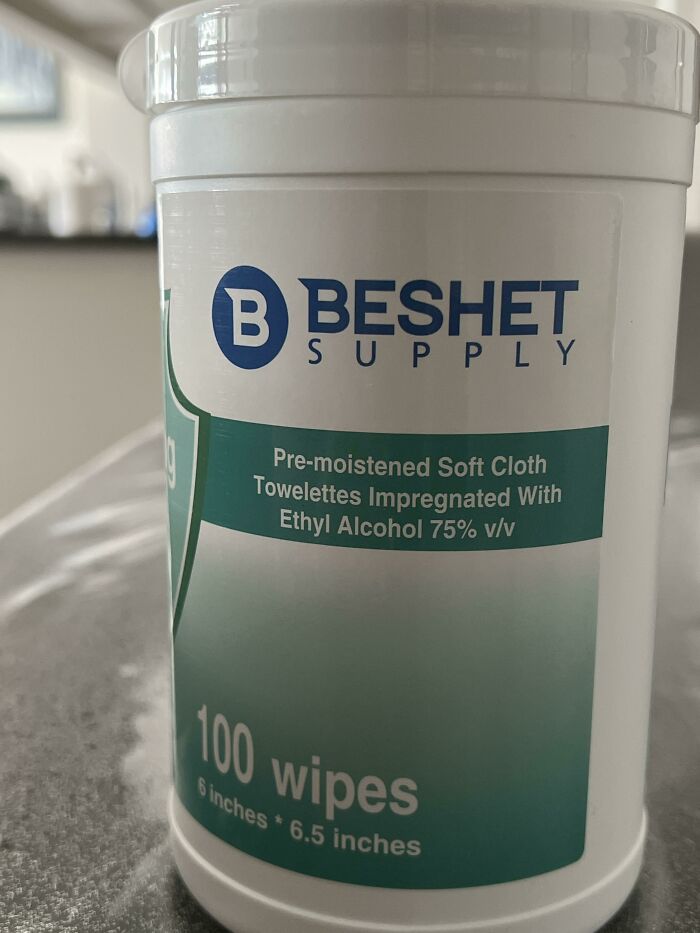 B BESHET
SUPPLY
g
Pre-moistened Soft Cloth
Towelettes Impregnated With
Ethyl Alcohol 75% v/v
100 wipes
6 inches * 6.5 inches